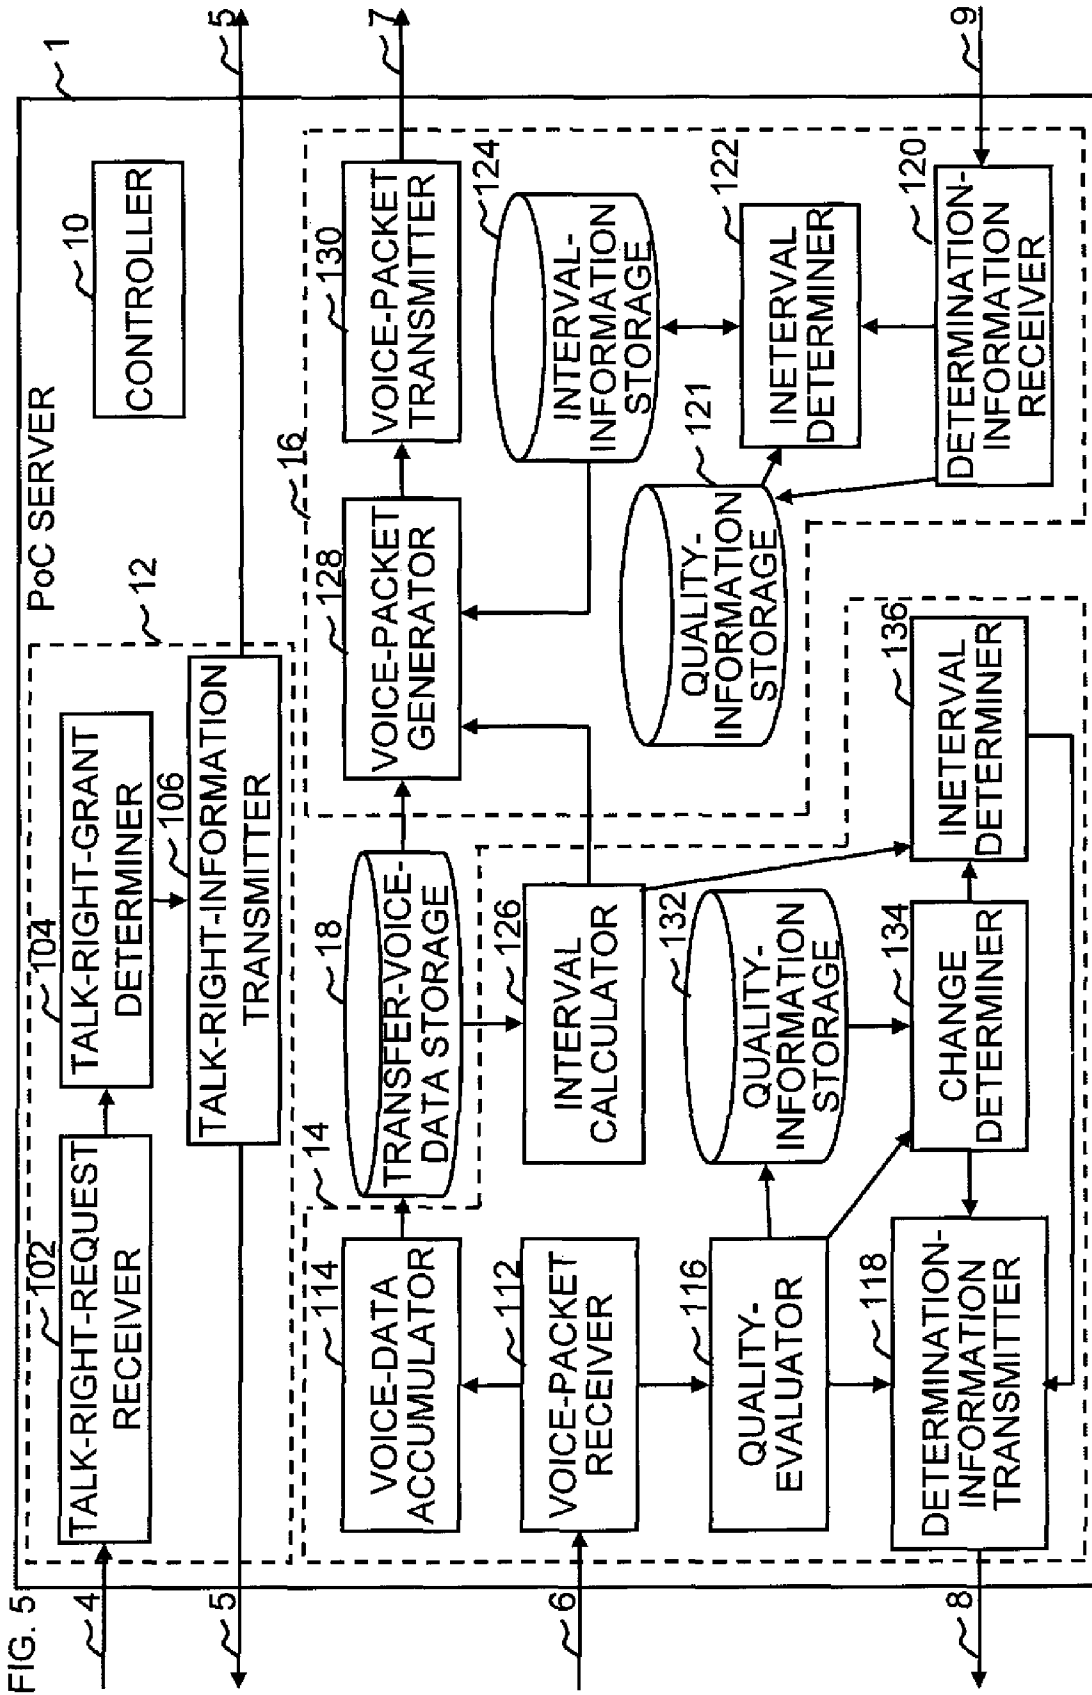 FIG. 5
PoC SERVER
1
4
5
5
12
102
TALK-RIGHT-REQUEST
RECEIVER
104
TALK-RIGHT-GRANT
DETERMINER
106
TALK-RIGHT-INFORMATION
TRANSMITTER
10
CONTROLLER
14
114
VOICE-DATA
ACCUMULATOR
18
TRANSFER-VOICE-
DATA STORAGE
16
128
VOICE-PACKET
GENERATOR
130
VOICE-PACKET
TRANSMITTER
7
6
112
VOICE-PACKET
RECEIVER
126
INTERVAL
CALCULATOR
124
INTERVAL-
INFORMATION
STORAGE
116
QUALITY-
EVALUATOR
132
QUALITY-
INFORMATION
STORAGE
121
QUALITY-
INFORMATION
STORAGE
122
INETERVAL
DETERMINER
8
118
DETERMINATION-
INFORMATION
TRANSMITTER
134
CHANGE
DETERMINER
136
INETERVAL
DETERMINER
120
DETERMINATION-
INFORMATION
RECEIVER
9